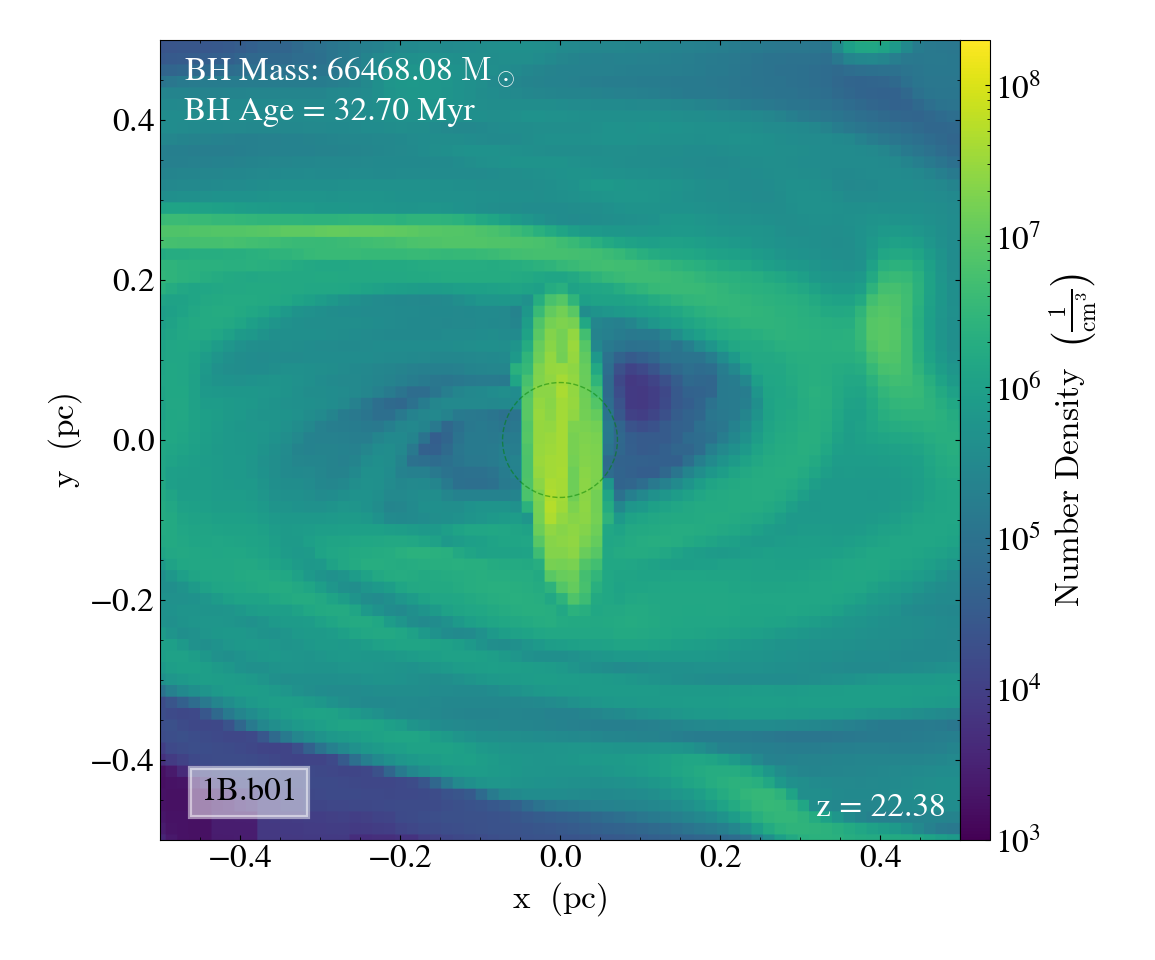 BH Mass: 66468.08 M⊙
BH Age = 32.70 Myr
1B.b01
z = 22.38
y (pc)
0.4
0.2
0.0
−0.2
−0.4
−0.4 −0.2 0.0 0.2 0.4
x (pc)
10⁸
10⁷
10⁶
10⁵
10⁴
10³
Number Density (1/cm³)